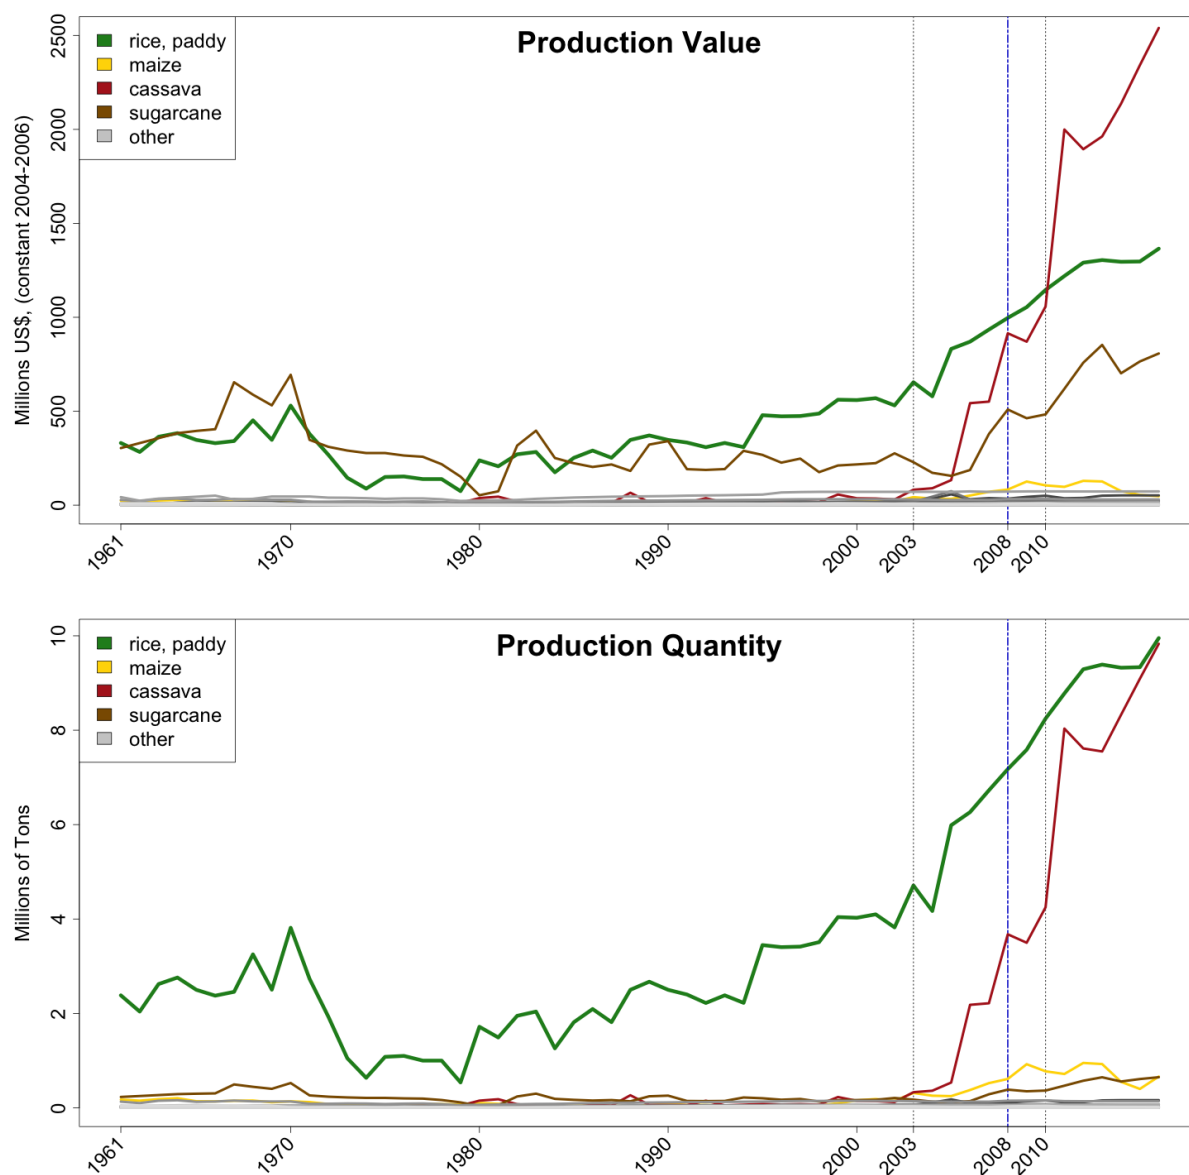 Production Value
rice, paddy
maize
cassava
sugarcane
other
Millions US$, (constant 2004-2006)
2500
2000
1500
1000
500
0
1961
1970
1980
1990
2000
2003
2008
2010
Production Quantity
rice, paddy
maize
cassava
sugarcane
other
Millions of Tons
10
8
6
4
2
0
1961
1970
1980
1990
2000
2003
2008
2010